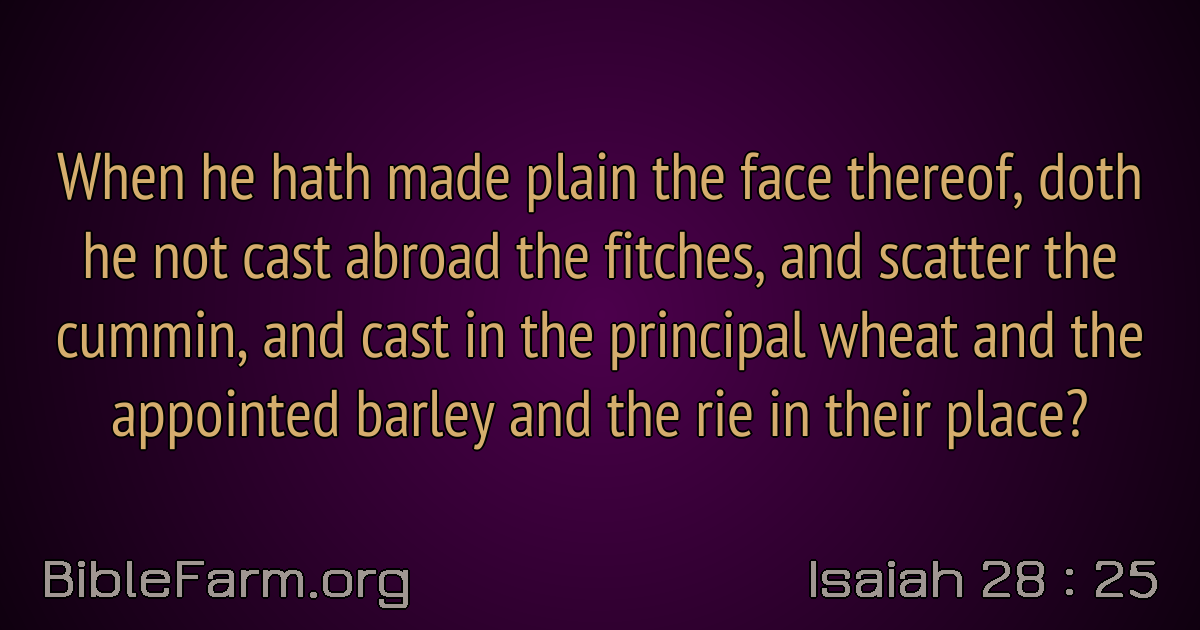 When he hath made plain the face thereof, doth
he not cast abroad the fitches, and scatter the
cummin, and cast in the principal wheat and the
appointed barley and the rie in their place?
BibleFarm.org
Isaiah 28 : 25